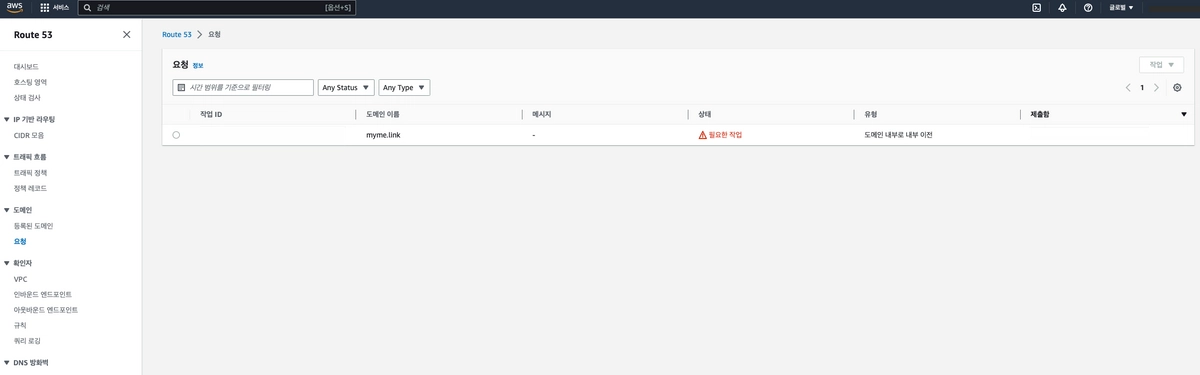 aws 서비스 검색 [옵션+S] 글로벌
Route 53
Route 53 > 요청
대시보드
호스팅 영역
상태 검사
IP 기반 라우팅
CIDR 모음
트래픽 흐름
트래픽 정책
정책 레코드
도메인
등록된 도메인
요청
확인자
VPC
인바운드 엔드포인트
아웃바운드 엔드포인트
규칙
쿼리 로깅
DNS 방화벽
요청 정보
작업
시간 범위를 기준으로 필터링 Any Status Any Type 1
작업 ID 도메인 이름 메시지 상태 유형 제출함
myme.link - 필요한 작업 도메인 내부로 내부 이전